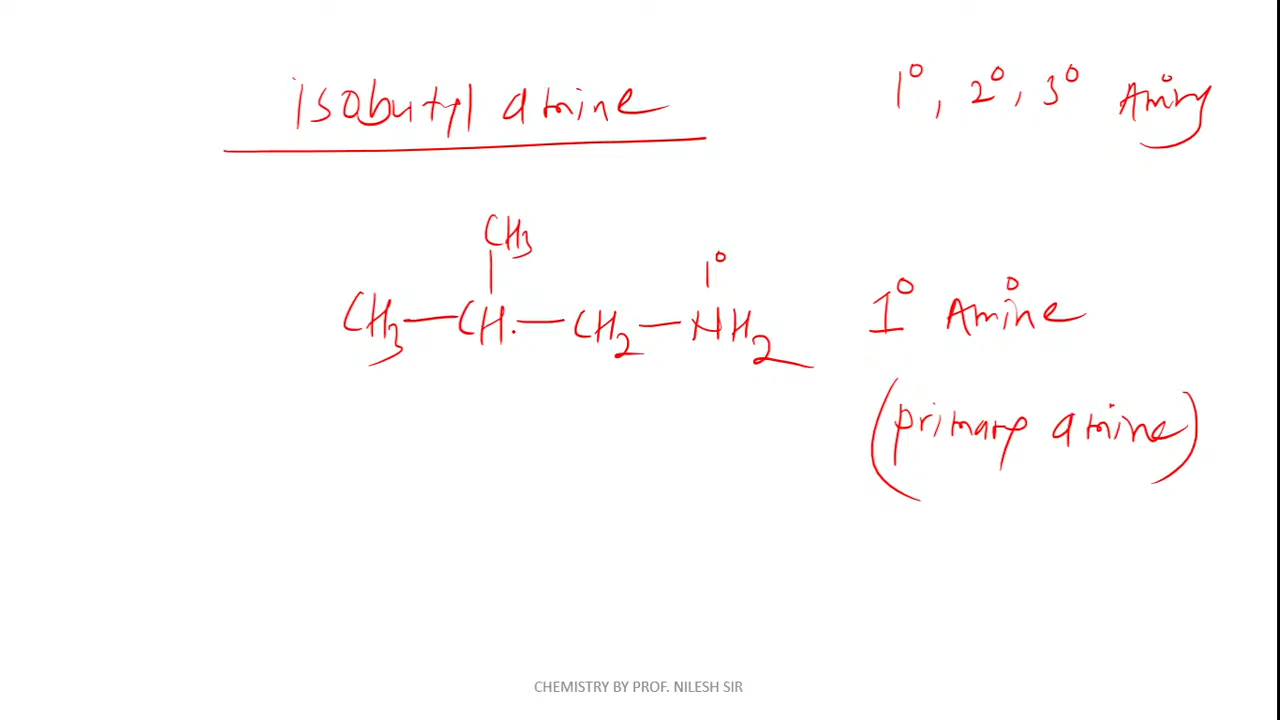 isobutyl amine
1°, 2°, 3° Amines
CH3
1°
CH3—CH—CH2—NH2
1° Amine
(primary amine)
CHEMISTRY BY PROF. NILESH SIR